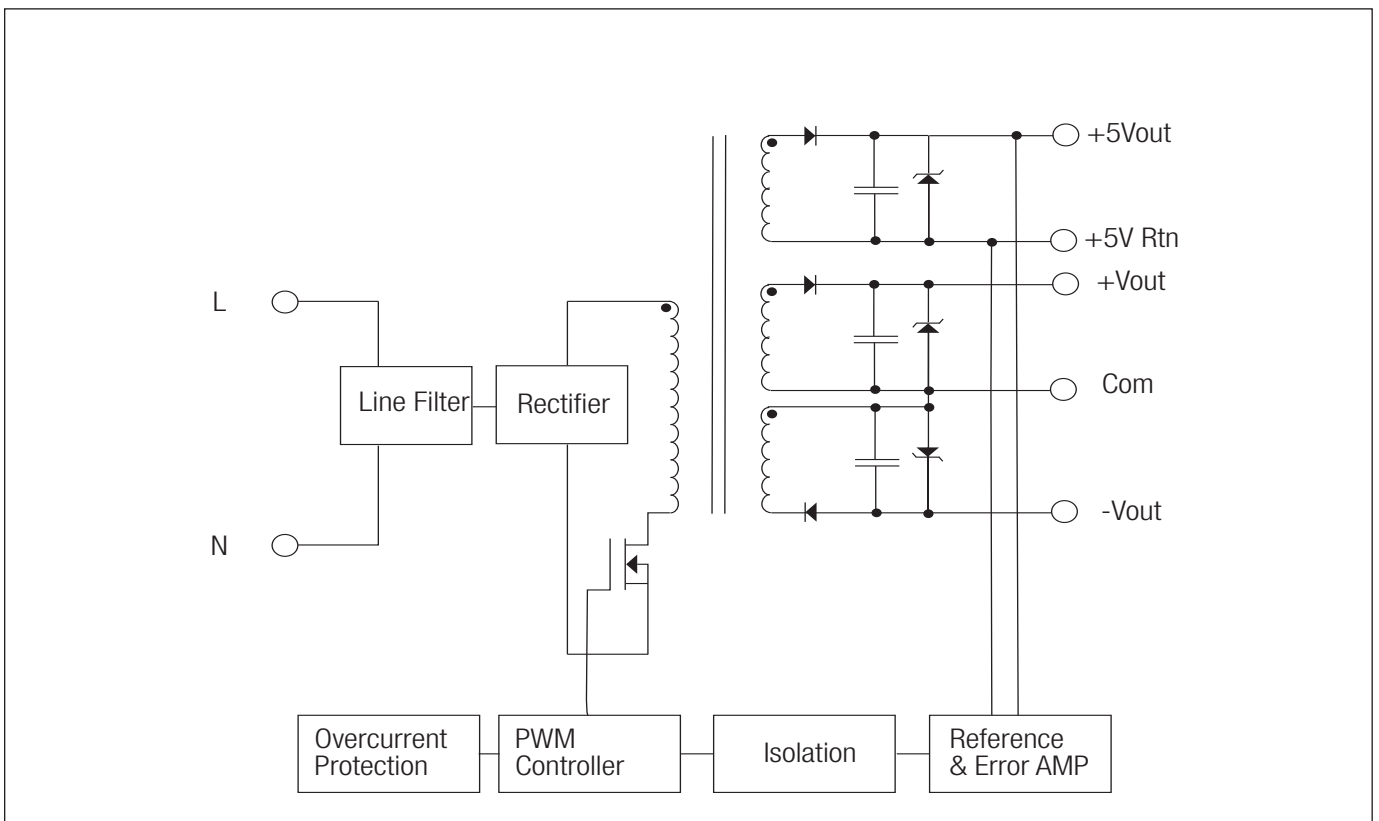 +5Vout
+5V Rtn
+Vout
L
Com
Line Filter
Rectifier
-Vout
N
Overcurrent
Protection
PWM
Controller
Isolation
Reference
& Error AMP